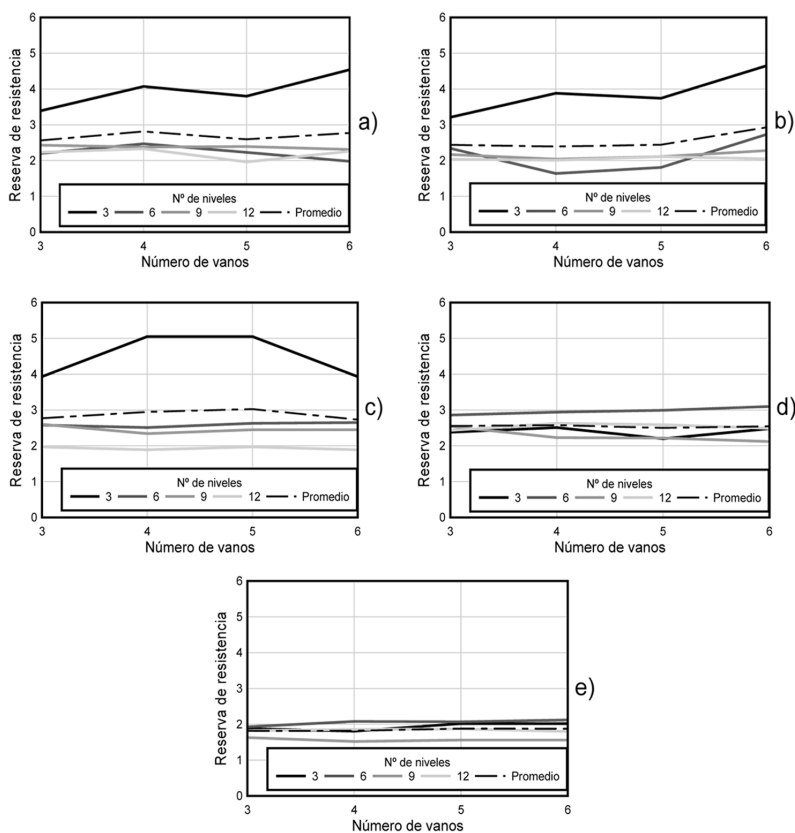 Reserva de resistencia
6
5
4
3
2
1
0
Nº de niveles
3 6 9 12 Promedio
3 4 5 6
Número de vanos
a)
Reserva de resistencia
6
5
4
3
2
1
0
Nº de niveles
3 6 9 12 Promedio
3 4 5 6
Número de vanos
b)
Reserva de resistencia
6
5
4
3
2
1
0
Nº de niveles
3 6 9 12 Promedio
3 4 5 6
Número de vanos
c)
Reserva de resistencia
6
5
4
3
2
1
0
Nº de niveles
3 6 9 12 Promedio
3 4 5 6
Número de vanos
d)
Reserva de resistencia
6
5
4
3
2
1
0
Nº de niveles
3 6 9 12 Promedio
3 4 5 6
Número de vanos
e)